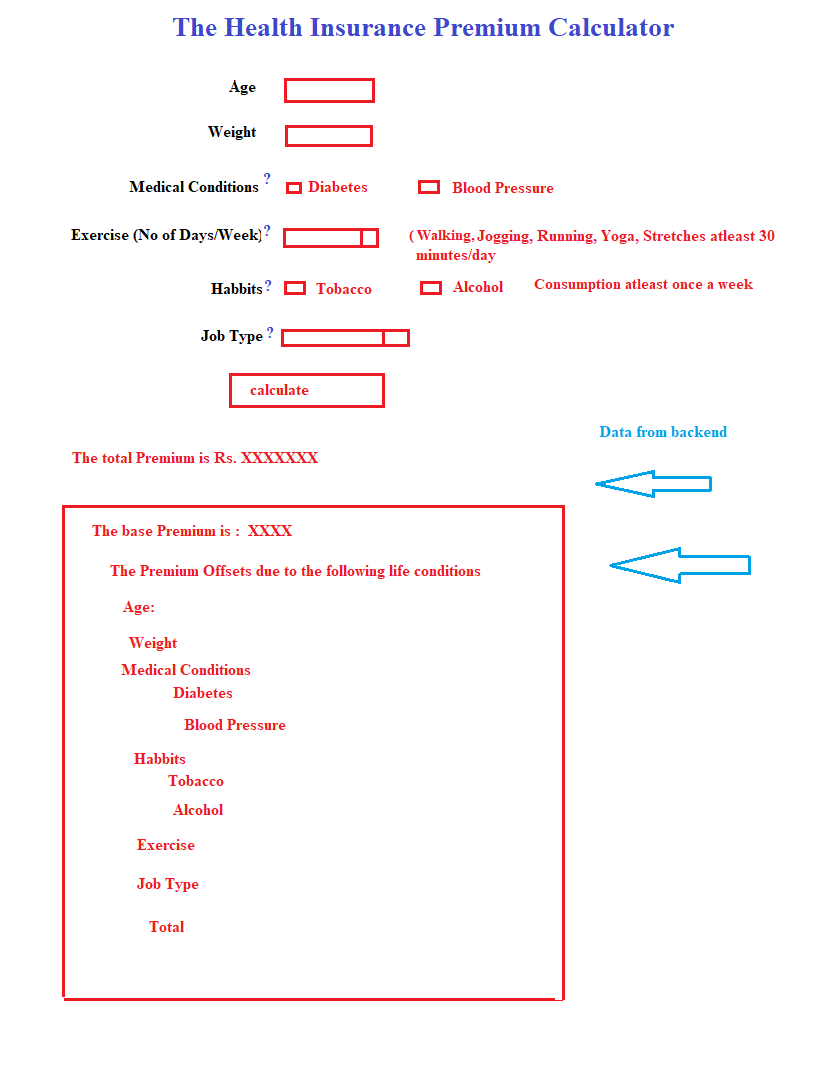 The Health Insurance Premium Calculator
Age
Weight
Medical Conditions ? Diabetes Blood Pressure
Exercise (No of Days/Week)? ( Walking, Jogging, Running, Yoga, Stretches atleast 30
minutes/day
Habbits ? Tobacco Alcohol Consumption atleast once a week
Job Type ?
calculate
Data from backend
The total Premium is Rs. XXXXXXX
The base Premium is : XXXX
The Premium Offsets due to the following life conditions
Age:
Weight
Medical Conditions
Diabetes
Blood Pressure
Habbits
Tobacco
Alcohol
Exercise
Job Type
Total